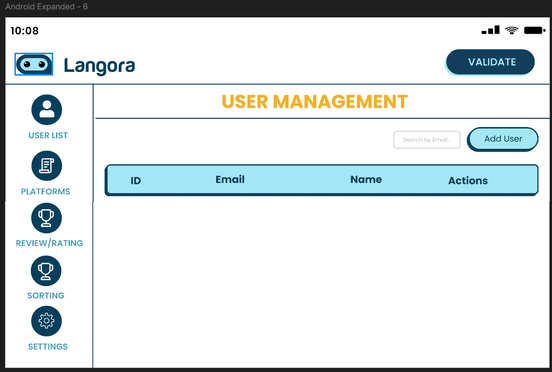 Android Expanded - 6
10:08
Langora
VALIDATE
USER MANAGEMENT
USER LIST
Search by Email...
Add User
ID Email Name Actions
PLATFORMS
REVIEW/RATING
SORTING
SETTINGS